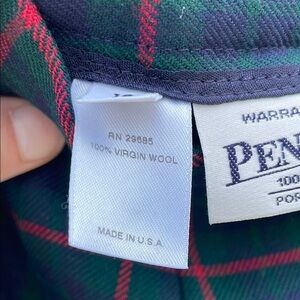 RN 29685
100% VIRGIN WOOL
MADE IN U.S.A.
WARRA
PEN
100
POR